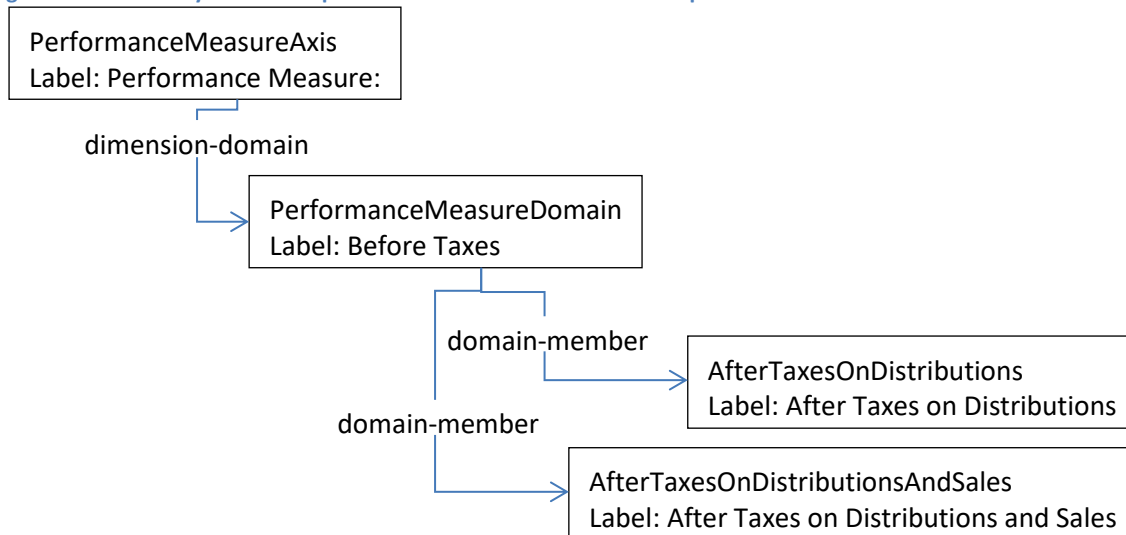 PerformanceMeasureAxis
Label: Performance Measure:
dimension-domain
PerformanceMeasureDomain
Label: Before Taxes
domain-member
AfterTaxesOnDistributions
Label: After Taxes on Distributions
domain-member
AfterTaxesOnDistributionsAndSales
Label: After Taxes on Distributions and Sales